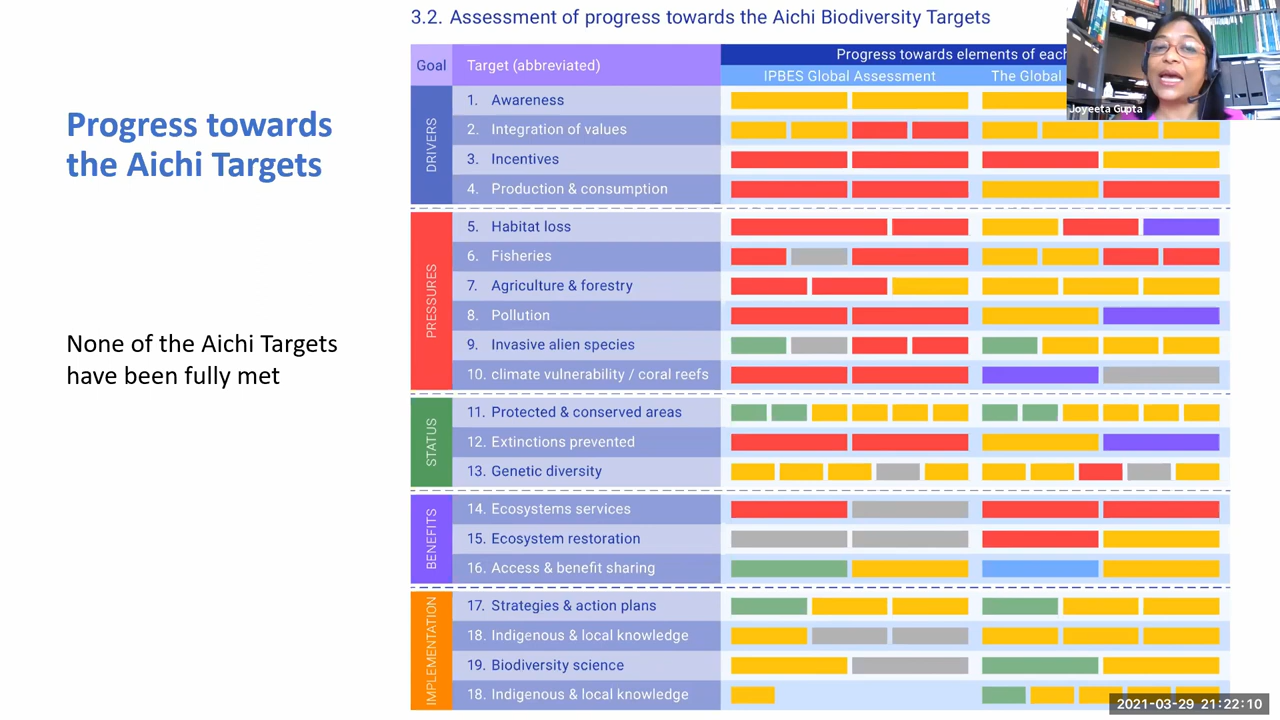 3.2. Assessment of progress towards the Aichi Biodiversity Targets
Progress towards
the Aichi Targets
None of the Aichi Targets
have been fully met
Goal
Target (abbreviated)
Progress towards elements of each
IPBES Global Assessment
The Global
Joyeeta Gupta
DRIVERS
1. Awareness
2. Integration of values
3. Incentives
4. Production & consumption
PRESSURES
5. Habitat loss
6. Fisheries
7. Agriculture & forestry
8. Pollution
9. Invasive alien species
10. climate vulnerability / coral reefs
STATUS
11. Protected & conserved areas
12. Extinctions prevented
13. Genetic diversity
BENEFITS
14. Ecosystems services
15. Ecosystem restoration
16. Access & benefit sharing
IMPLEMENTATION
17. Strategies & action plans
18. Indigenous & local knowledge
19. Biodiversity science
18. Indigenous & local knowledge
2021-03-29 21:22:10